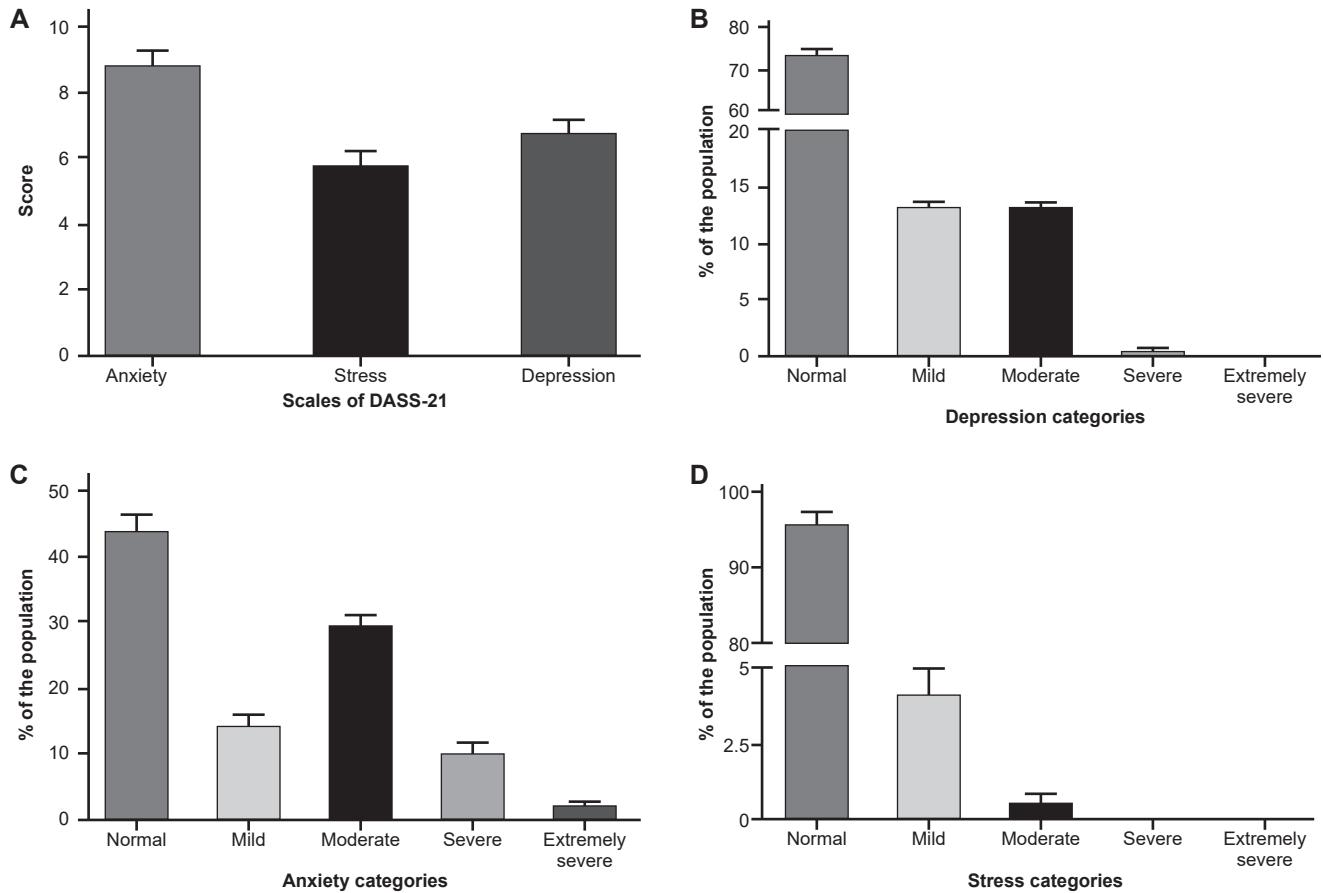 A
10
8
6
4
2
0
Score
Anxiety
Stress
Depression
Scales of DASS-21
B
80
70
60
20
15
10
5
0
% of the population
Normal
Mild
Moderate
Severe
Extremely
severe
Depression categories
C
50
40
30
20
10
0
% of the population
Normal
Mild
Moderate
Severe
Extremely
severe
Anxiety categories
D
100
90
80
5
2.5
0
% of the population
Normal
Mild
Moderate
Severe
Extremely
severe
Stress categories